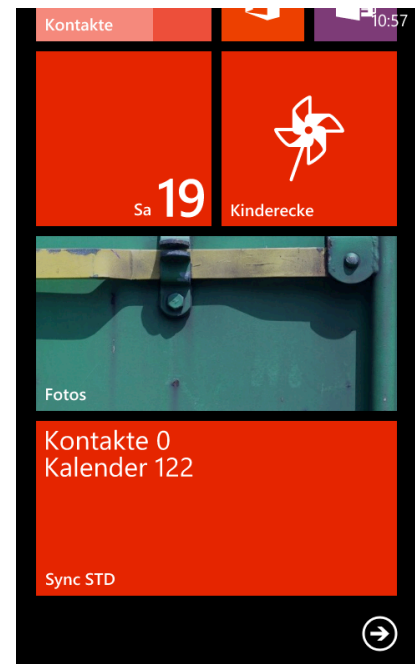 Kontakte
10:57
Sa 19
Kinderecke
Fotos
Kontakte 0
Kalender 122
Sync STD